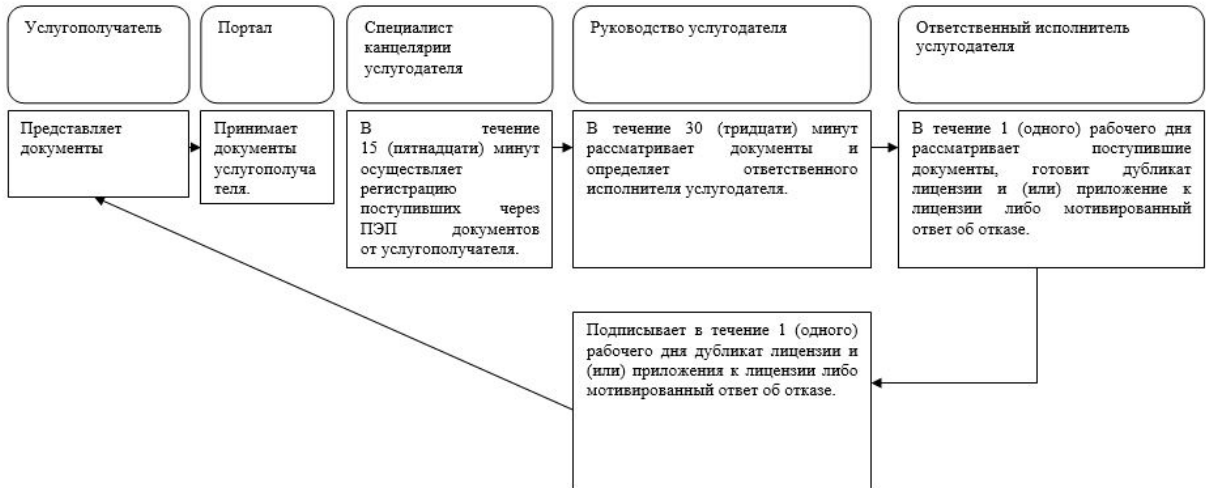 Услугополучатель
Портал
Специалист
канцелярии
услугодателя
Руководство услугодателя
Ответственный исполнитель
услугодателя
Представляет
документы
Принимает
документы
услугополуча
теля.
В течение
15 (пятнадцати) минут
осуществляет
регистрацию
поступивших через
ПЭП документов
от услугополучателя.
В течение 30 (тридцати) минут
рассматривает документы и
определяет ответственного
исполнителя услугодателя.
В течение 1 (одного) рабочего дня
рассматривает поступившие
документы, готовит дубликат
лицензии и (или) приложение к
лицензии либо мотивированный
ответ об отказе.
Подписывает в течение 1 (одного)
рабочего дня дубликат лицензии и
(или) приложения к лицензии либо
мотивированный ответ об отказе.